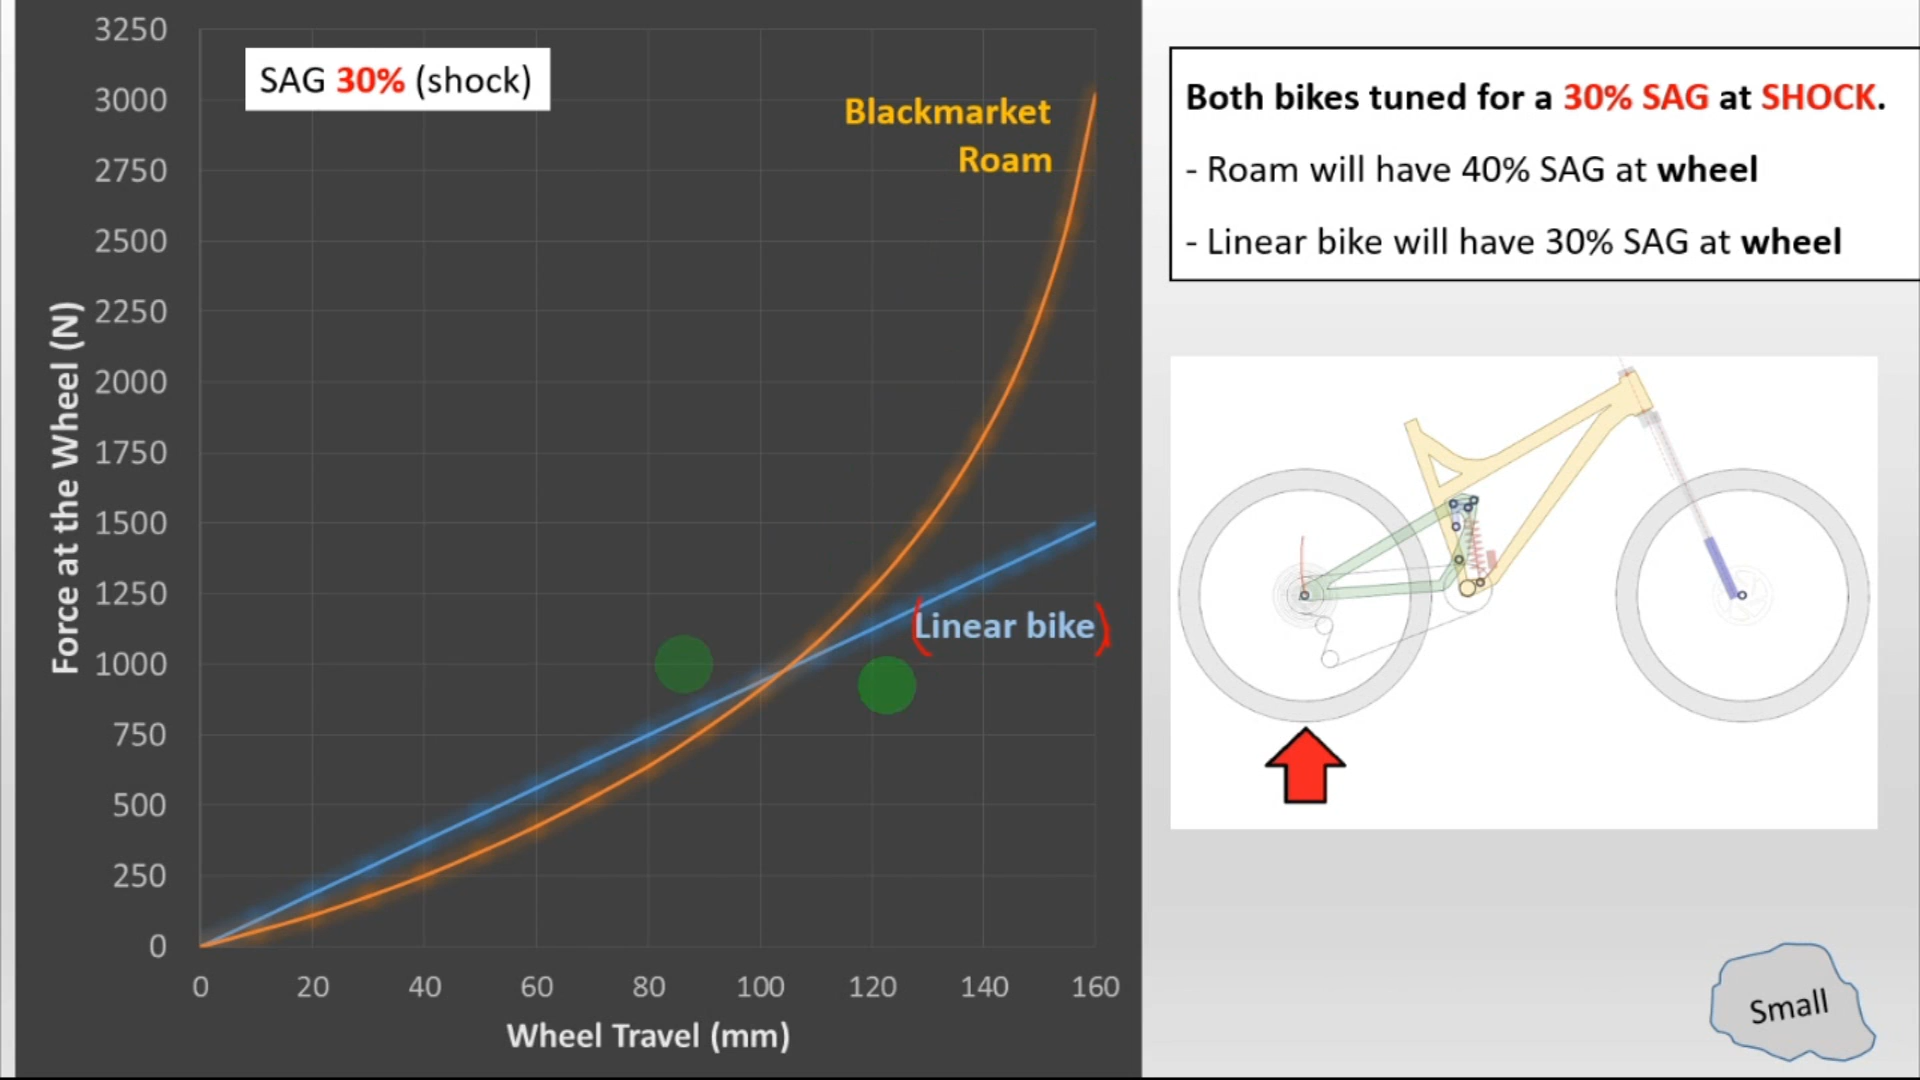 SAG 30% (shock)
Blackmarket
Roam
(Linear bike)
Force at the Wheel (N)
3250
3000
2750
2500
2250
2000
1750
1500
1250
1000
750
500
250
0
0 20 40 60 80 100 120 140 160
Wheel Travel (mm)
Both bikes tuned for a 30% SAG at SHOCK.
- Roam will have 40% SAG at wheel
- Linear bike will have 30% SAG at wheel
Small